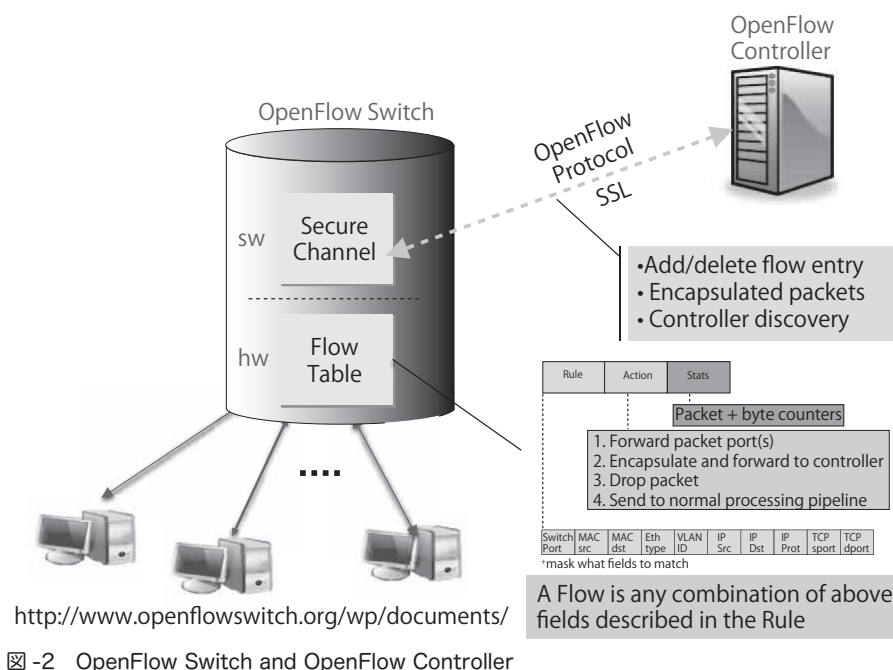 OpenFlow
Controller
OpenFlow Switch
OpenFlow
Protocol
SSL
sw
Secure
Channel
•Add/delete flow entry
• Encapsulated packets
• Controller discovery
hw
Flow
Table
Rule
Action
Stats
Packet + byte counters
1. Forward packet port(s)
2. Encapsulate and forward to controller
3. Drop packet
4. Send to normal processing pipeline
Switch Port
MAC src
MAC dst
Eth type
VLAN ID
IP Src
IP Dst
IP Prot
TCP sport
TCP dport
+mask what fields to match
A Flow is any combination of above
fields described in the Rule
http://www.openflowswitch.org/wp/documents/
図 -2 OpenFlow Switch and OpenFlow Controller